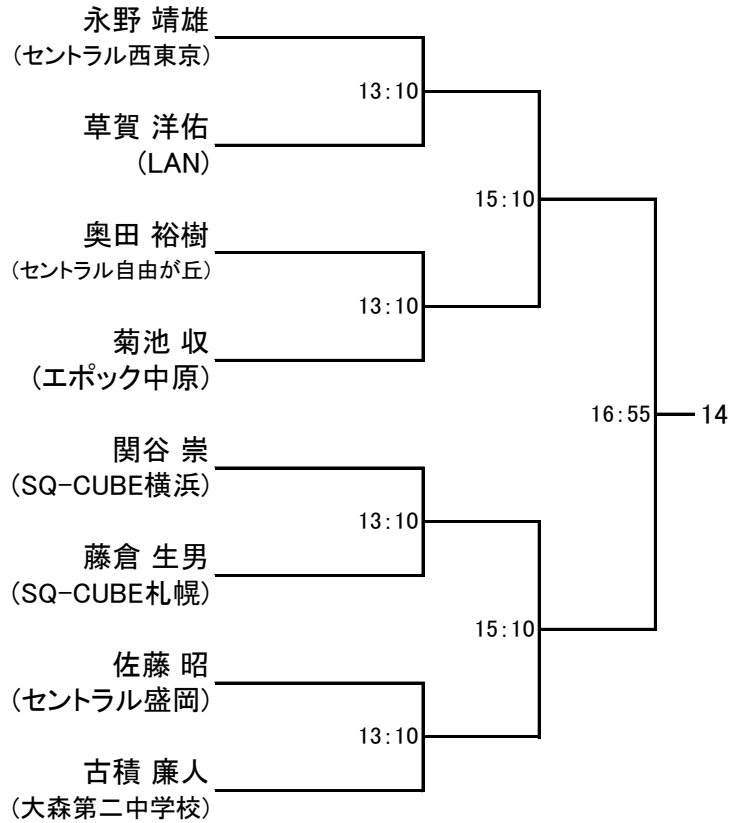 永野 靖雄
(セントラル西東京)
13:10
草賀 洋佑
(LAN)
15:10
奥田 裕樹
(セントラル自由が丘)
13:10
菊池 収
(エポック中原)
16:55
14
関谷 崇
(SQ-CUBE横浜)
13:10
藤倉 生男
(SQ-CUBE札幌)
15:10
佐藤 昭
(セントラル盛岡)
13:10
古積 廉人
(大森第二中学校)